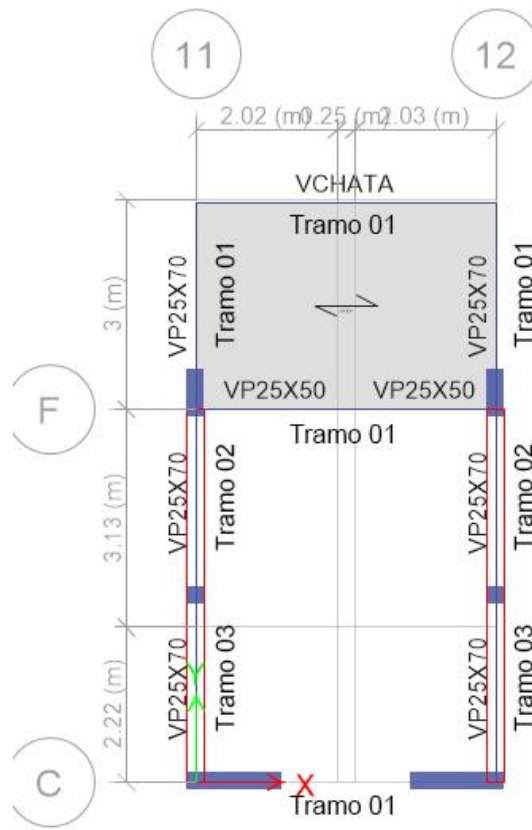 11 12
2.02 (m) 0.25 (m) 2.03 (m)
VCHATA
Tramo 01
VP25X70
Tramo 01
VP25X70
Tramo 01
3 (m)
VP25X50 VP25X50
F
Tramo 01
VP25X70
Tramo 02
VP25X70
Tramo 02
3.13 (m)
VP25X70
Tramo 03
VP25X70
Tramo 03
2.22 (m)
Y
C
X
Tramo 01